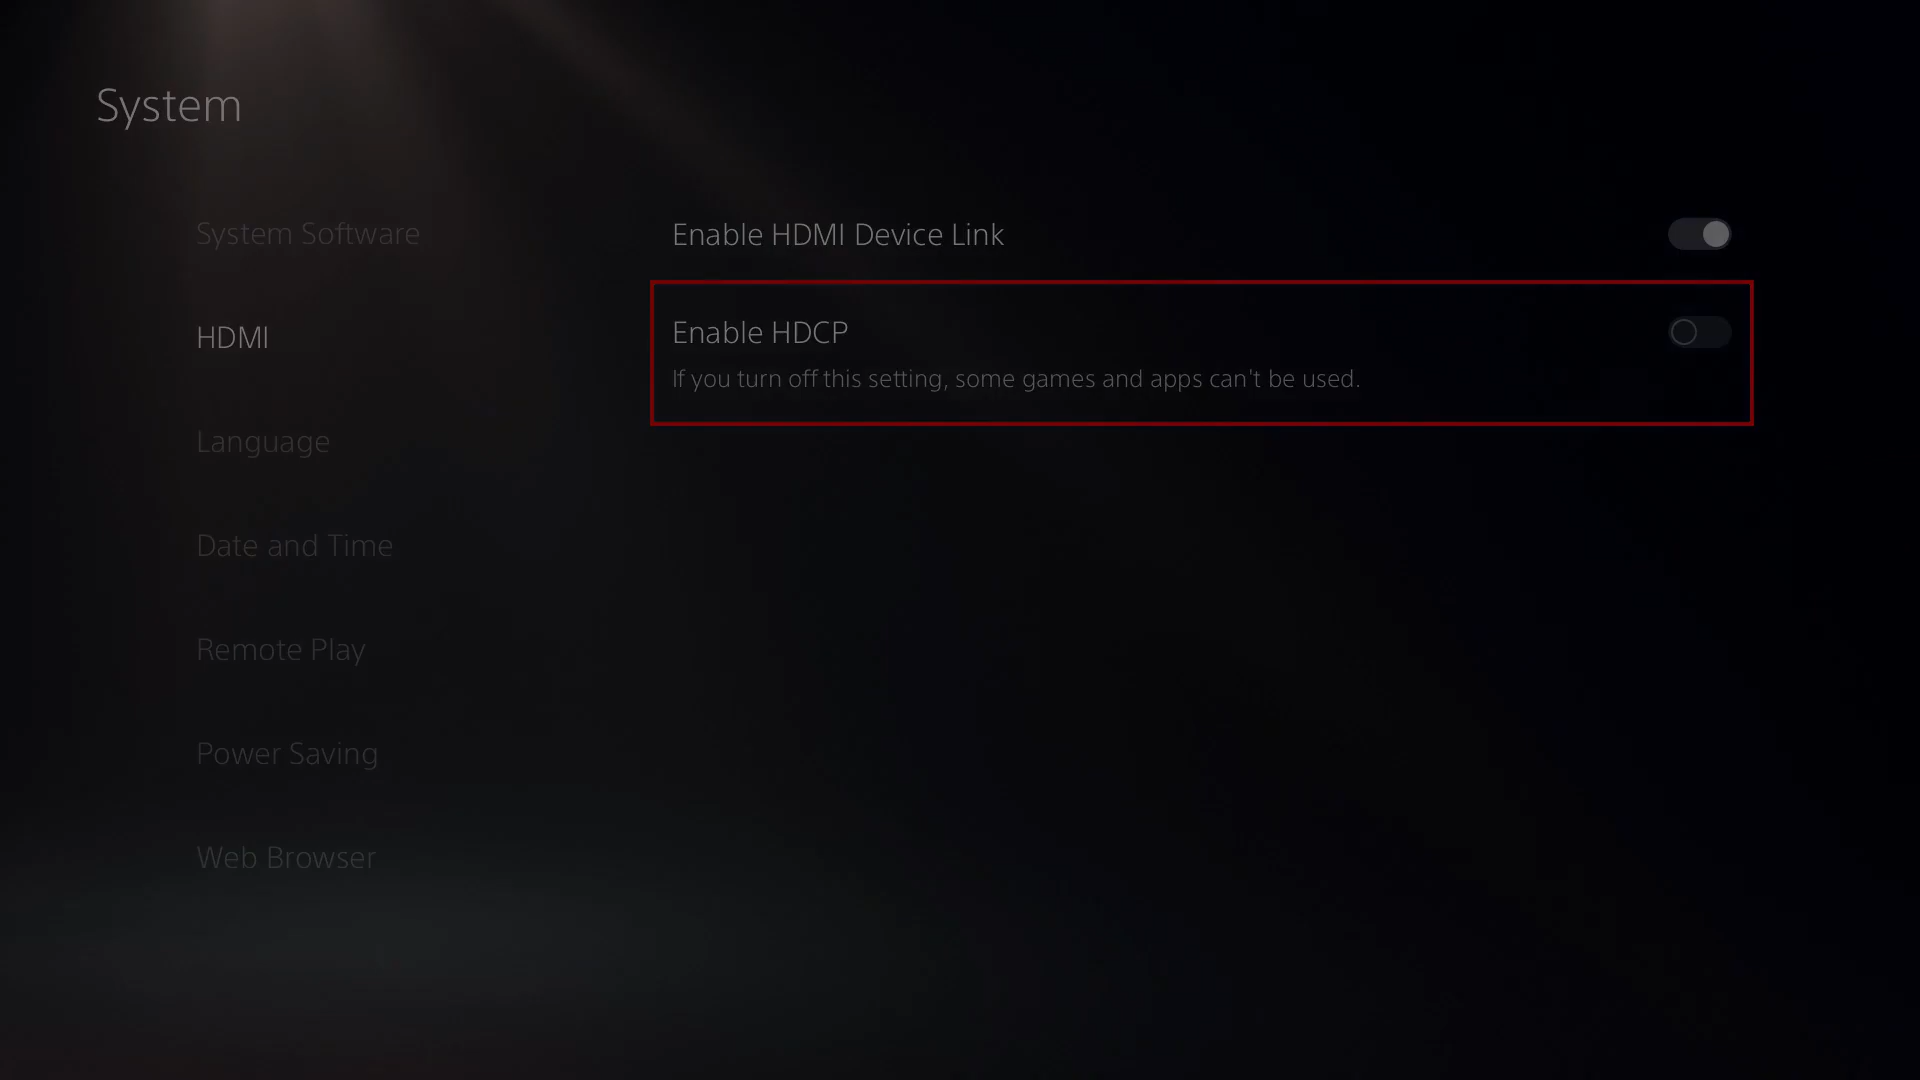 System
System Software
HDMI
Language
Date and Time
Remote Play
Power Saving
Web Browser
Enable HDMI Device Link
Enable HDCP
If you turn off this setting, some games and apps can't be used.